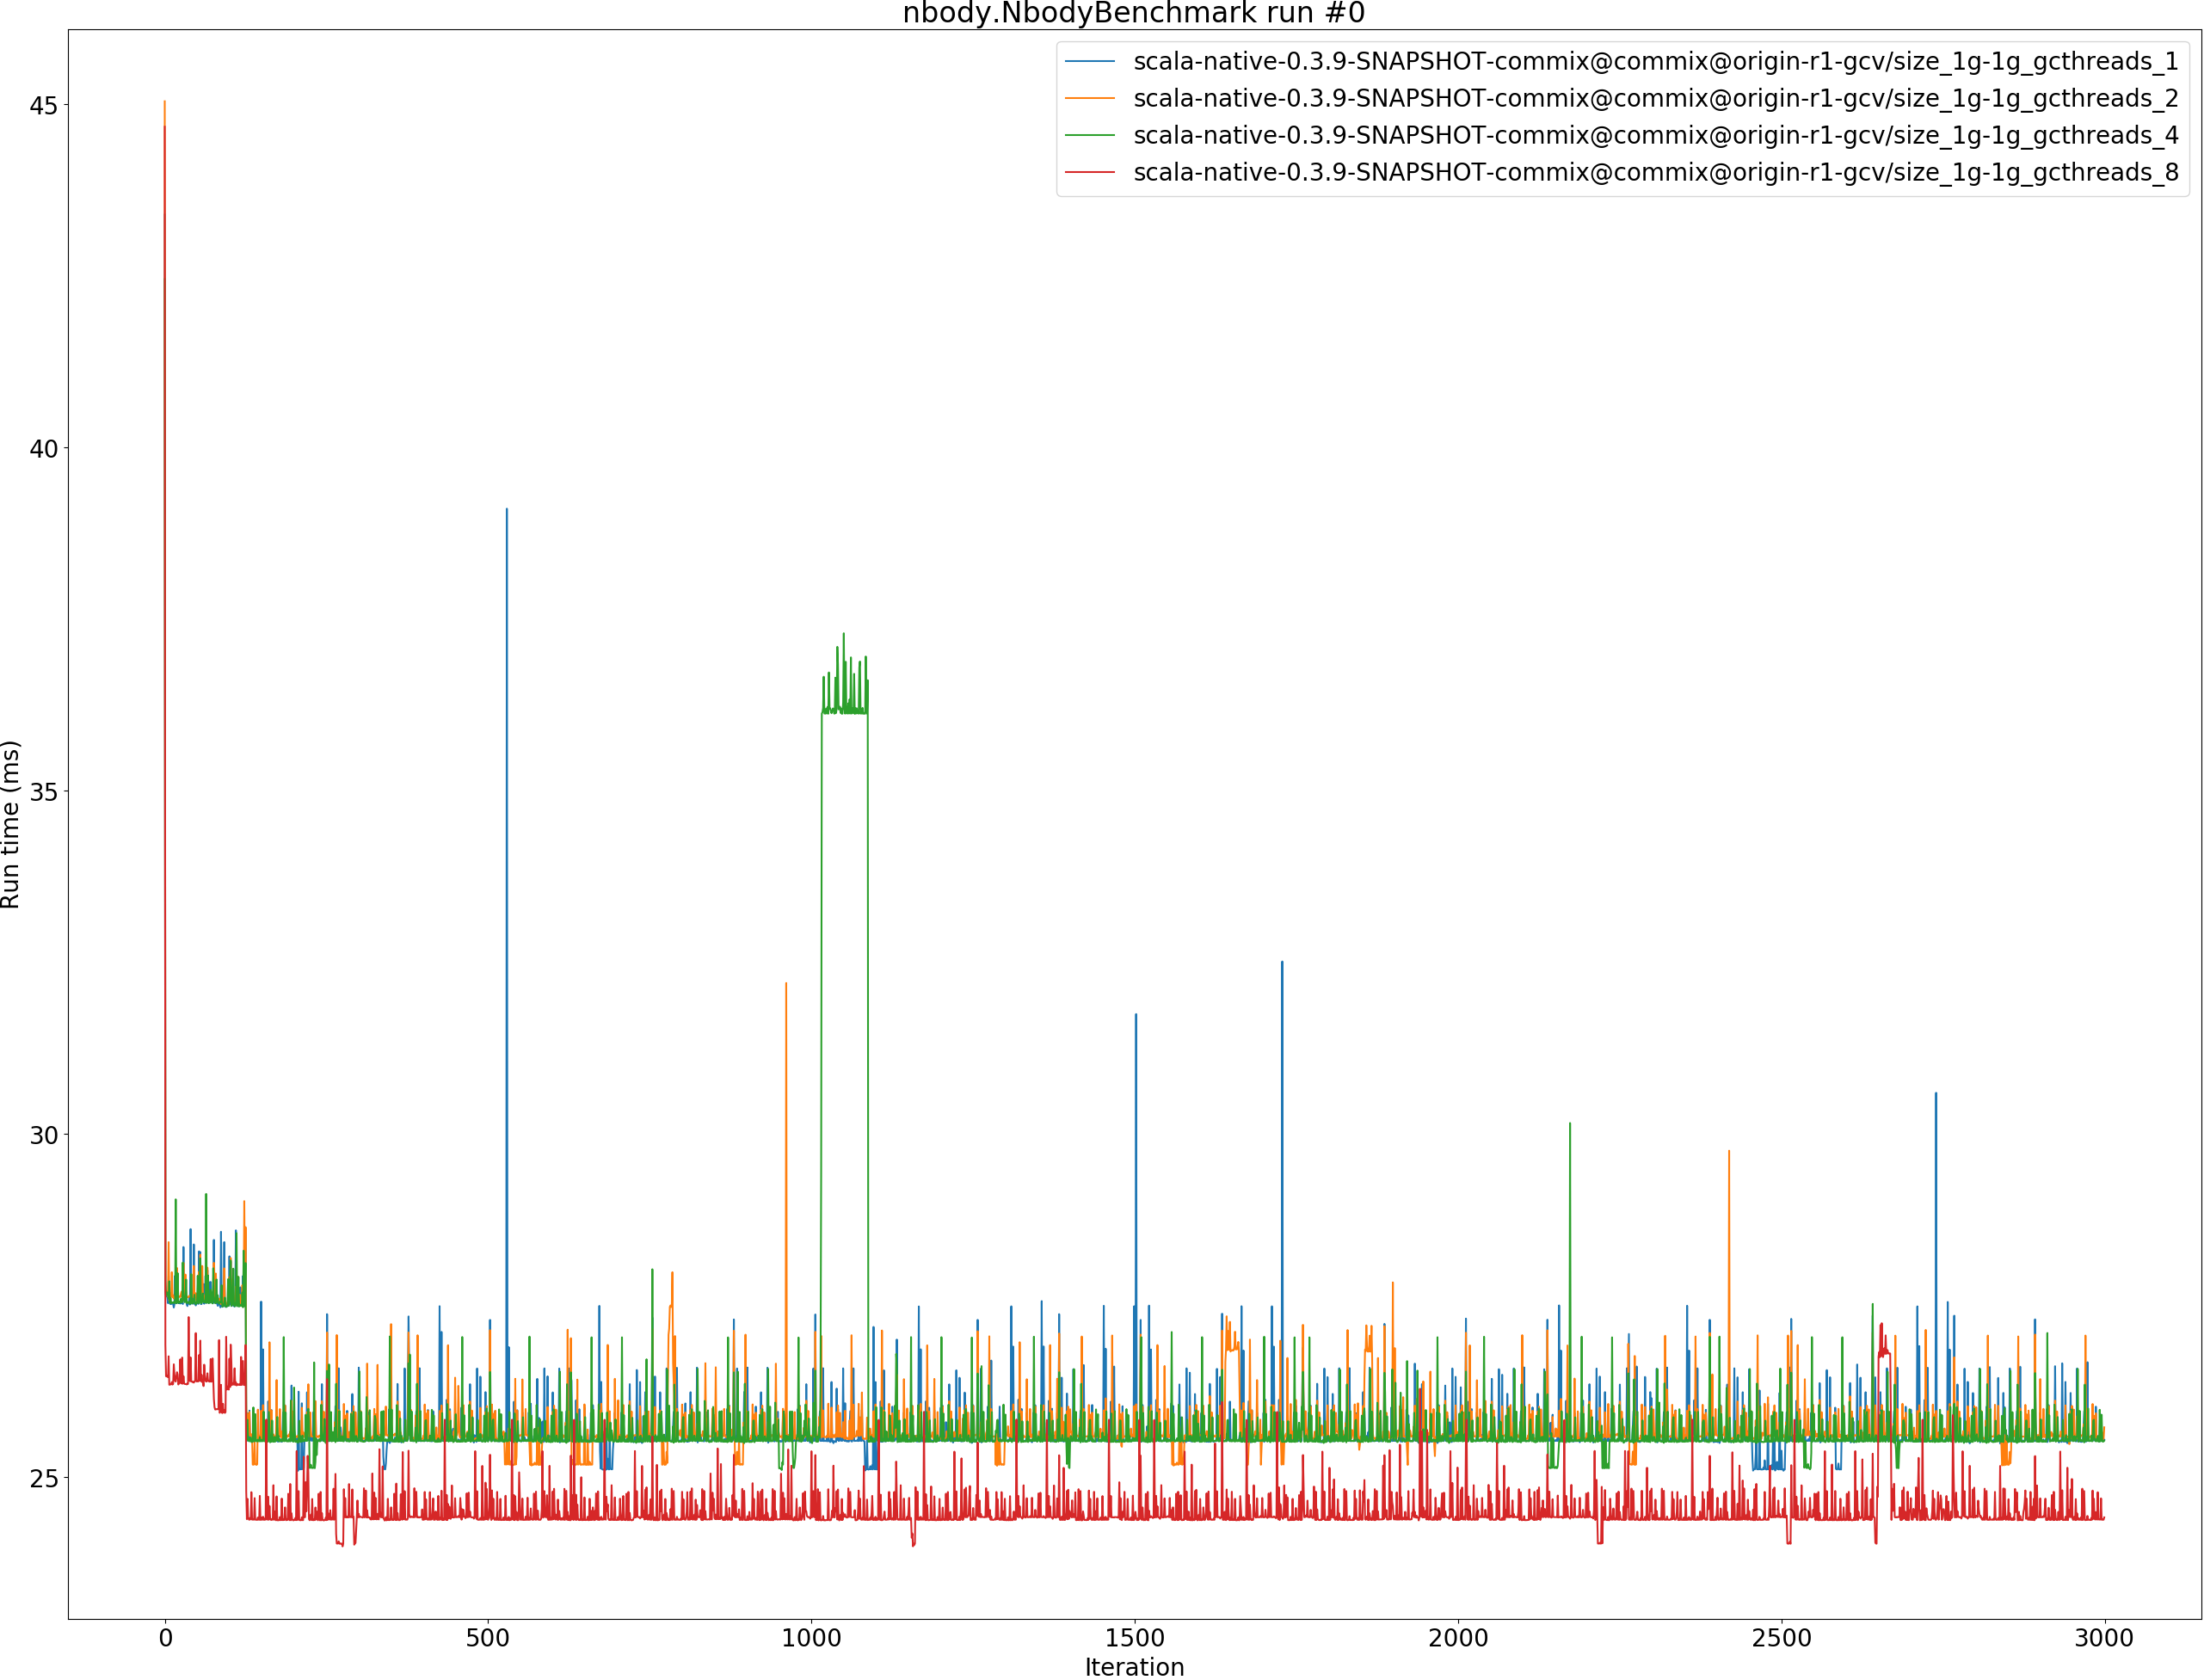 nbody.NbodyBenchmark run #0
scala-native-0.3.9-SNAPSHOT-commix@commix@origin-r1-gcv/size_1g-1g_gcthreads_1
scala-native-0.3.9-SNAPSHOT-commix@commix@origin-r1-gcv/size_1g-1g_gcthreads_2
scala-native-0.3.9-SNAPSHOT-commix@commix@origin-r1-gcv/size_1g-1g_gcthreads_4
scala-native-0.3.9-SNAPSHOT-commix@commix@origin-r1-gcv/size_1g-1g_gcthreads_8
45
40
35
30
25
Run time (ms)
0 500 1000 1500 2000 2500 3000
Iteration